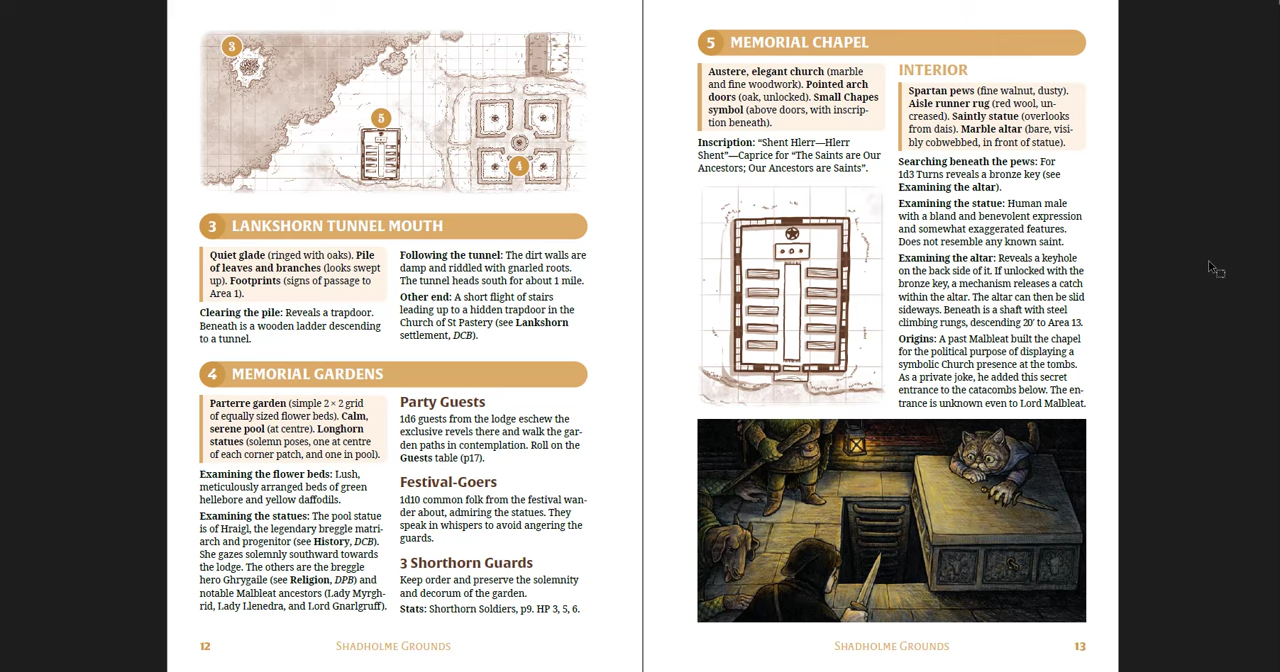 3
5
4
3 LANKSHORN TUNNEL MOUTH
Quiet glade (ringed with oaks). Pile
of leaves and branches (looks swept
up). Footprints (signs of passage to
Area 1).
Clearing the pile: Reveals a trapdoor.
Beneath is a wooden ladder descending
to a tunnel.
Following the tunnel: The dirt walls are
damp and riddled with gnarled roots.
The tunnel heads south for about 1 mile.
Other end: A short flight of stairs
leading up to a hidden trapdoor in the
Church of St Pastery (see Lankshorn
settlement, DCB).
4 MEMORIAL GARDENS
Parterre garden (simple 2 × 2 grid
of equally sized flower beds). Calm,
serene pool (at centre). Longhorn
statues (solemn poses, one at centre
of each corner patch, and one in pool).
Examining the flower beds: Lush,
meticulously arranged beds of green
hellebore and yellow daffodils.
Examining the statues: The pool statue
is of Hraigl, the legendary breggle matri-
arch and progenitor (see History, DCB).
She gazes solemnly southward towards
the lodge. The others are the breggle
hero Ghrygaile (see Religion, DPB) and
notable Malbleat ancestors (Lady Myrgh-
rid, Lady Llenedra, and Lord Gnarlgruff).
Party Guests
1d6 guests from the lodge eschew the
exclusive revels there and walk the gar-
den paths in contemplation. Roll on the
Guests table (p17).
Festival-Goers
1d10 common folk from the festival wan-
der about, admiring the statues. They
speak in whispers to avoid angering the
guards.
3 Shorthorn Guards
Keep order and preserve the solemnity
and decorum of the garden.
Stats: Shorthorn Soldiers, p9. HP 3, 5, 6.
12
SHADHOLME GROUNDS
5 MEMORIAL CHAPEL
Austere, elegant church (marble
and fine woodwork). Pointed arch
doors (oak, unlocked). Small Chapes
symbol (above doors, with inscrip-
tion beneath).
Inscription: “Shent Hlerr—Hlerr
Shent”—Caprice for “The Saints are Our
Ancestors; Our Ancestors are Saints”.
INTERIOR
Spartan pews (fine walnut, dusty).
Aisle runner rug (red wool, un-
creased). Saintly statue (overlooks
from dais). Marble altar (bare, visi-
bly cobwebbed, in front of statue).
Searching beneath the pews: For
1d3 Turns reveals a bronze key (see
Examining the altar).
Examining the statue: Human male
with a bland and benevolent expression
and somewhat exaggerated features.
Does not resemble any known saint.
Examining the altar: Reveals a keyhole
on the back side of it. If unlocked with the
bronze key, a mechanism releases a catch
within the altar. The altar can then be slid
sideways. Beneath is a shaft with steel
climbing rungs, descending 20′ to Area 13.
Origins: A past Malbleat built the chapel
for the political purpose of displaying a
symbolic Church presence at the tombs.
As a private joke, he added this secret
entrance to the catacombs below. The en-
trance is unknown even to Lord Malbleat.
SHADHOLME GROUNDS
13